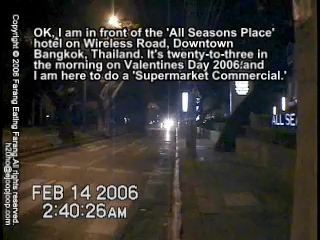 OK, I am in front of the 'All Seasons Place'
hotel on Wireless Road, Downtown
Bangkok, Thailand. It's twenty-to-three in
the morning on Valentines Day 2006 and
I am here to do a 'Supermarket Commercial.'
ALL SE
FEB 14 2006
2:40:26AM
Copyright © 2006 Farang Eating Farang.All rights reserved.